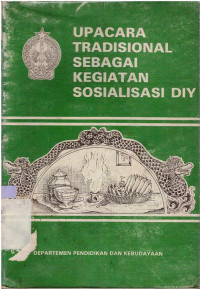 UPACARA
TRADISIONAL
SEBAGAI
KEGIATAN
SOSIALISASI DIY
DEPARTEMEN PENDIDIKAN DAN KEBUDAYAAN